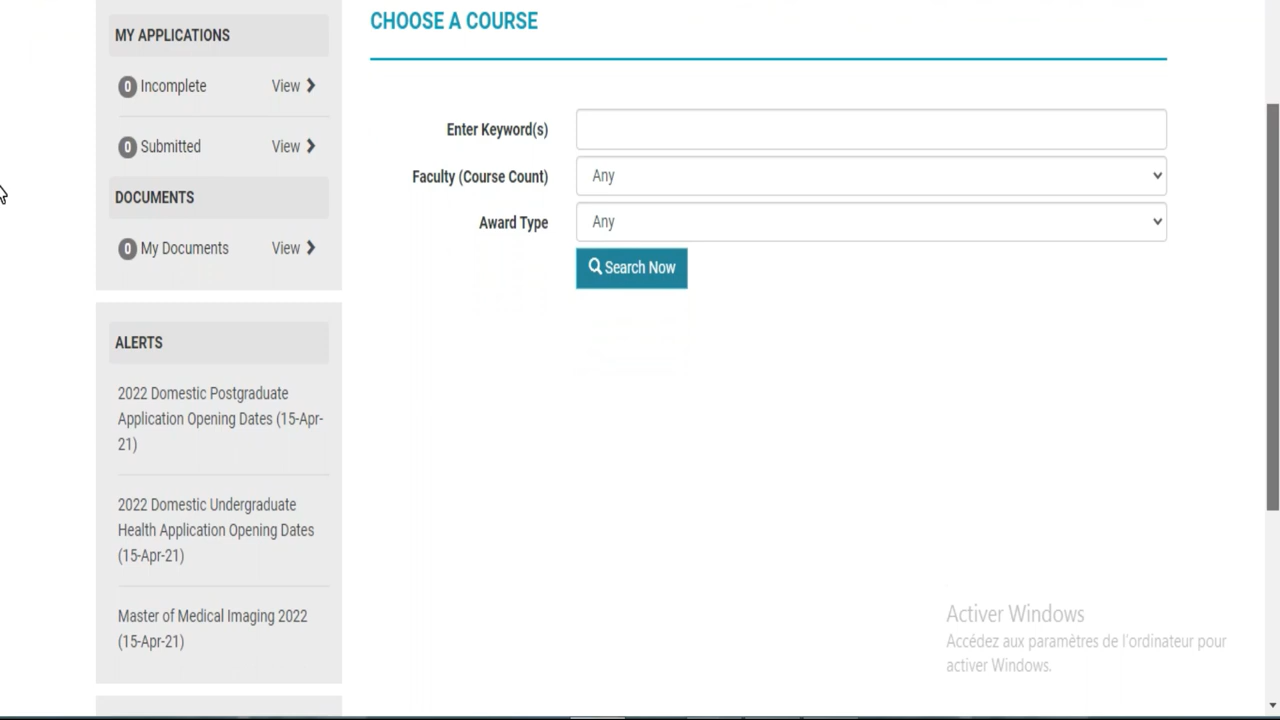 MY APPLICATIONS
0 Incomplete View
0 Submitted View
DOCUMENTS
0 My Documents View
ALERTS
2022 Domestic Postgraduate
Application Opening Dates (15-Apr-
21)
2022 Domestic Undergraduate
Health Application Opening Dates
(15-Apr-21)
Master of Medical Imaging 2022
(15-Apr-21)
CHOOSE A COURSE
Enter Keyword(s)
Faculty (Course Count) Any
Award Type Any
Search Now
Activer Windows
Accédez aux paramètres de l'ordinateur pour
activer Windows.